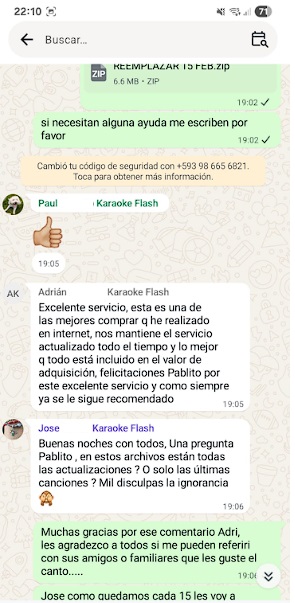 22:10
71
Buscar...
REEMPLAZAR 15 FEB.zip
ZIP
6.6 MB • ZIP
19:02
si necesitan alguna ayuda me escriben por
favor
19:02
Cambió tu código de seguridad con +593 98 665 6821.
Toca para obtener más información.
Paul Karaoke Flash
19:05
AK
Adrián Karaoke Flash
Excelente servicio, esta es una de
las mejores comprar q he realizado
en internet, nos mantiene el servicio
actualizado todo el tiempo y lo mejor
q todo está incluido en el valor de
adquisición, felicitaciones Pablito por
este excelente servicio y como siempre
ya se le sigue recomendado
19:05
Jose Karaoke Flash
Buenas noches con todos, Una pregunta
Pablito , en estos archivos están todas
las actualizaciones ? O solo las últimas
canciones ? Mil disculpas la ignorancia
19:06
Muchas gracias por ese comentario Adri,
les agradezco a todos si me pueden referiri
con sus amigos o familiares que les guste el
canto.....
19:06
Jose como quedamos cada 15 les voy a